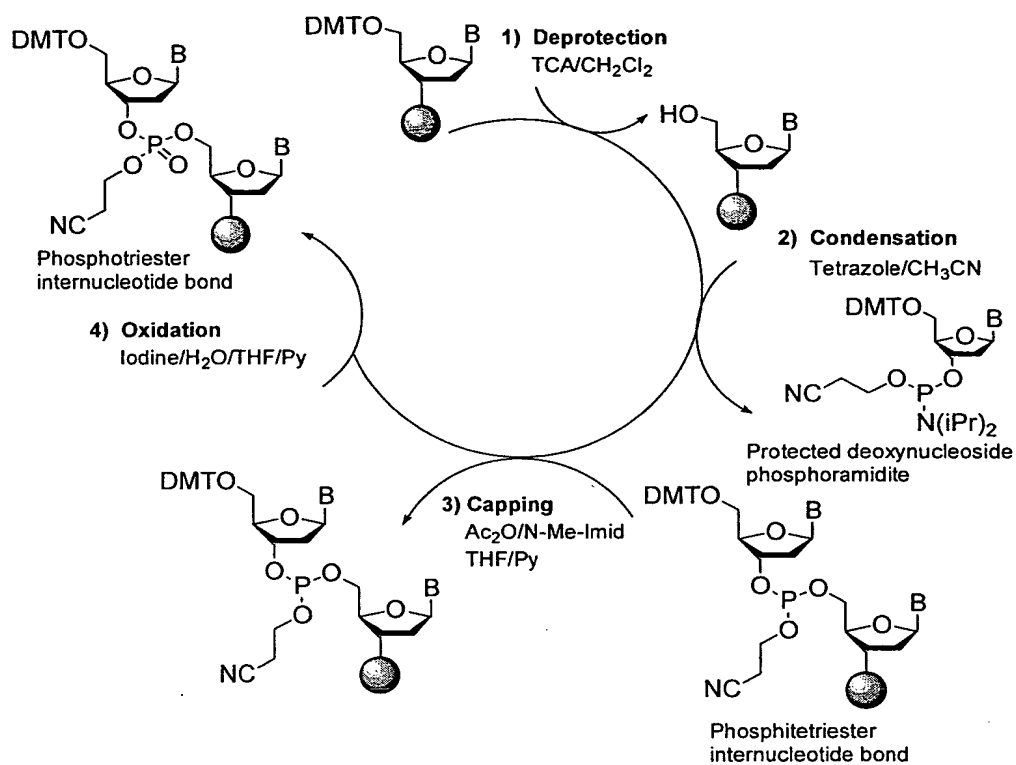 DMTO
B
O
O
O
P
O
O
O
B
NC
Phosphotriester
internucleotide bond
DMTO
B
O
1) Deprotection
TCA/CH₂Cl₂
HO
B
O
2) Condensation
Tetrazole/CH₃CN
DMTO
B
O
NC
O
P
O
N(iPr)₂
Protected deoxynucleoside
phosphoramidite
DMTO
B
O
O
P
O
O
B
O
NC
Phosphitetriester
internucleotide bond
3) Capping
Ac₂O/N-Me-Imid
THF/Py
DMTO
B
O
O
P
O
O
B
O
NC
4) Oxidation
Iodine/H₂O/THF/Py